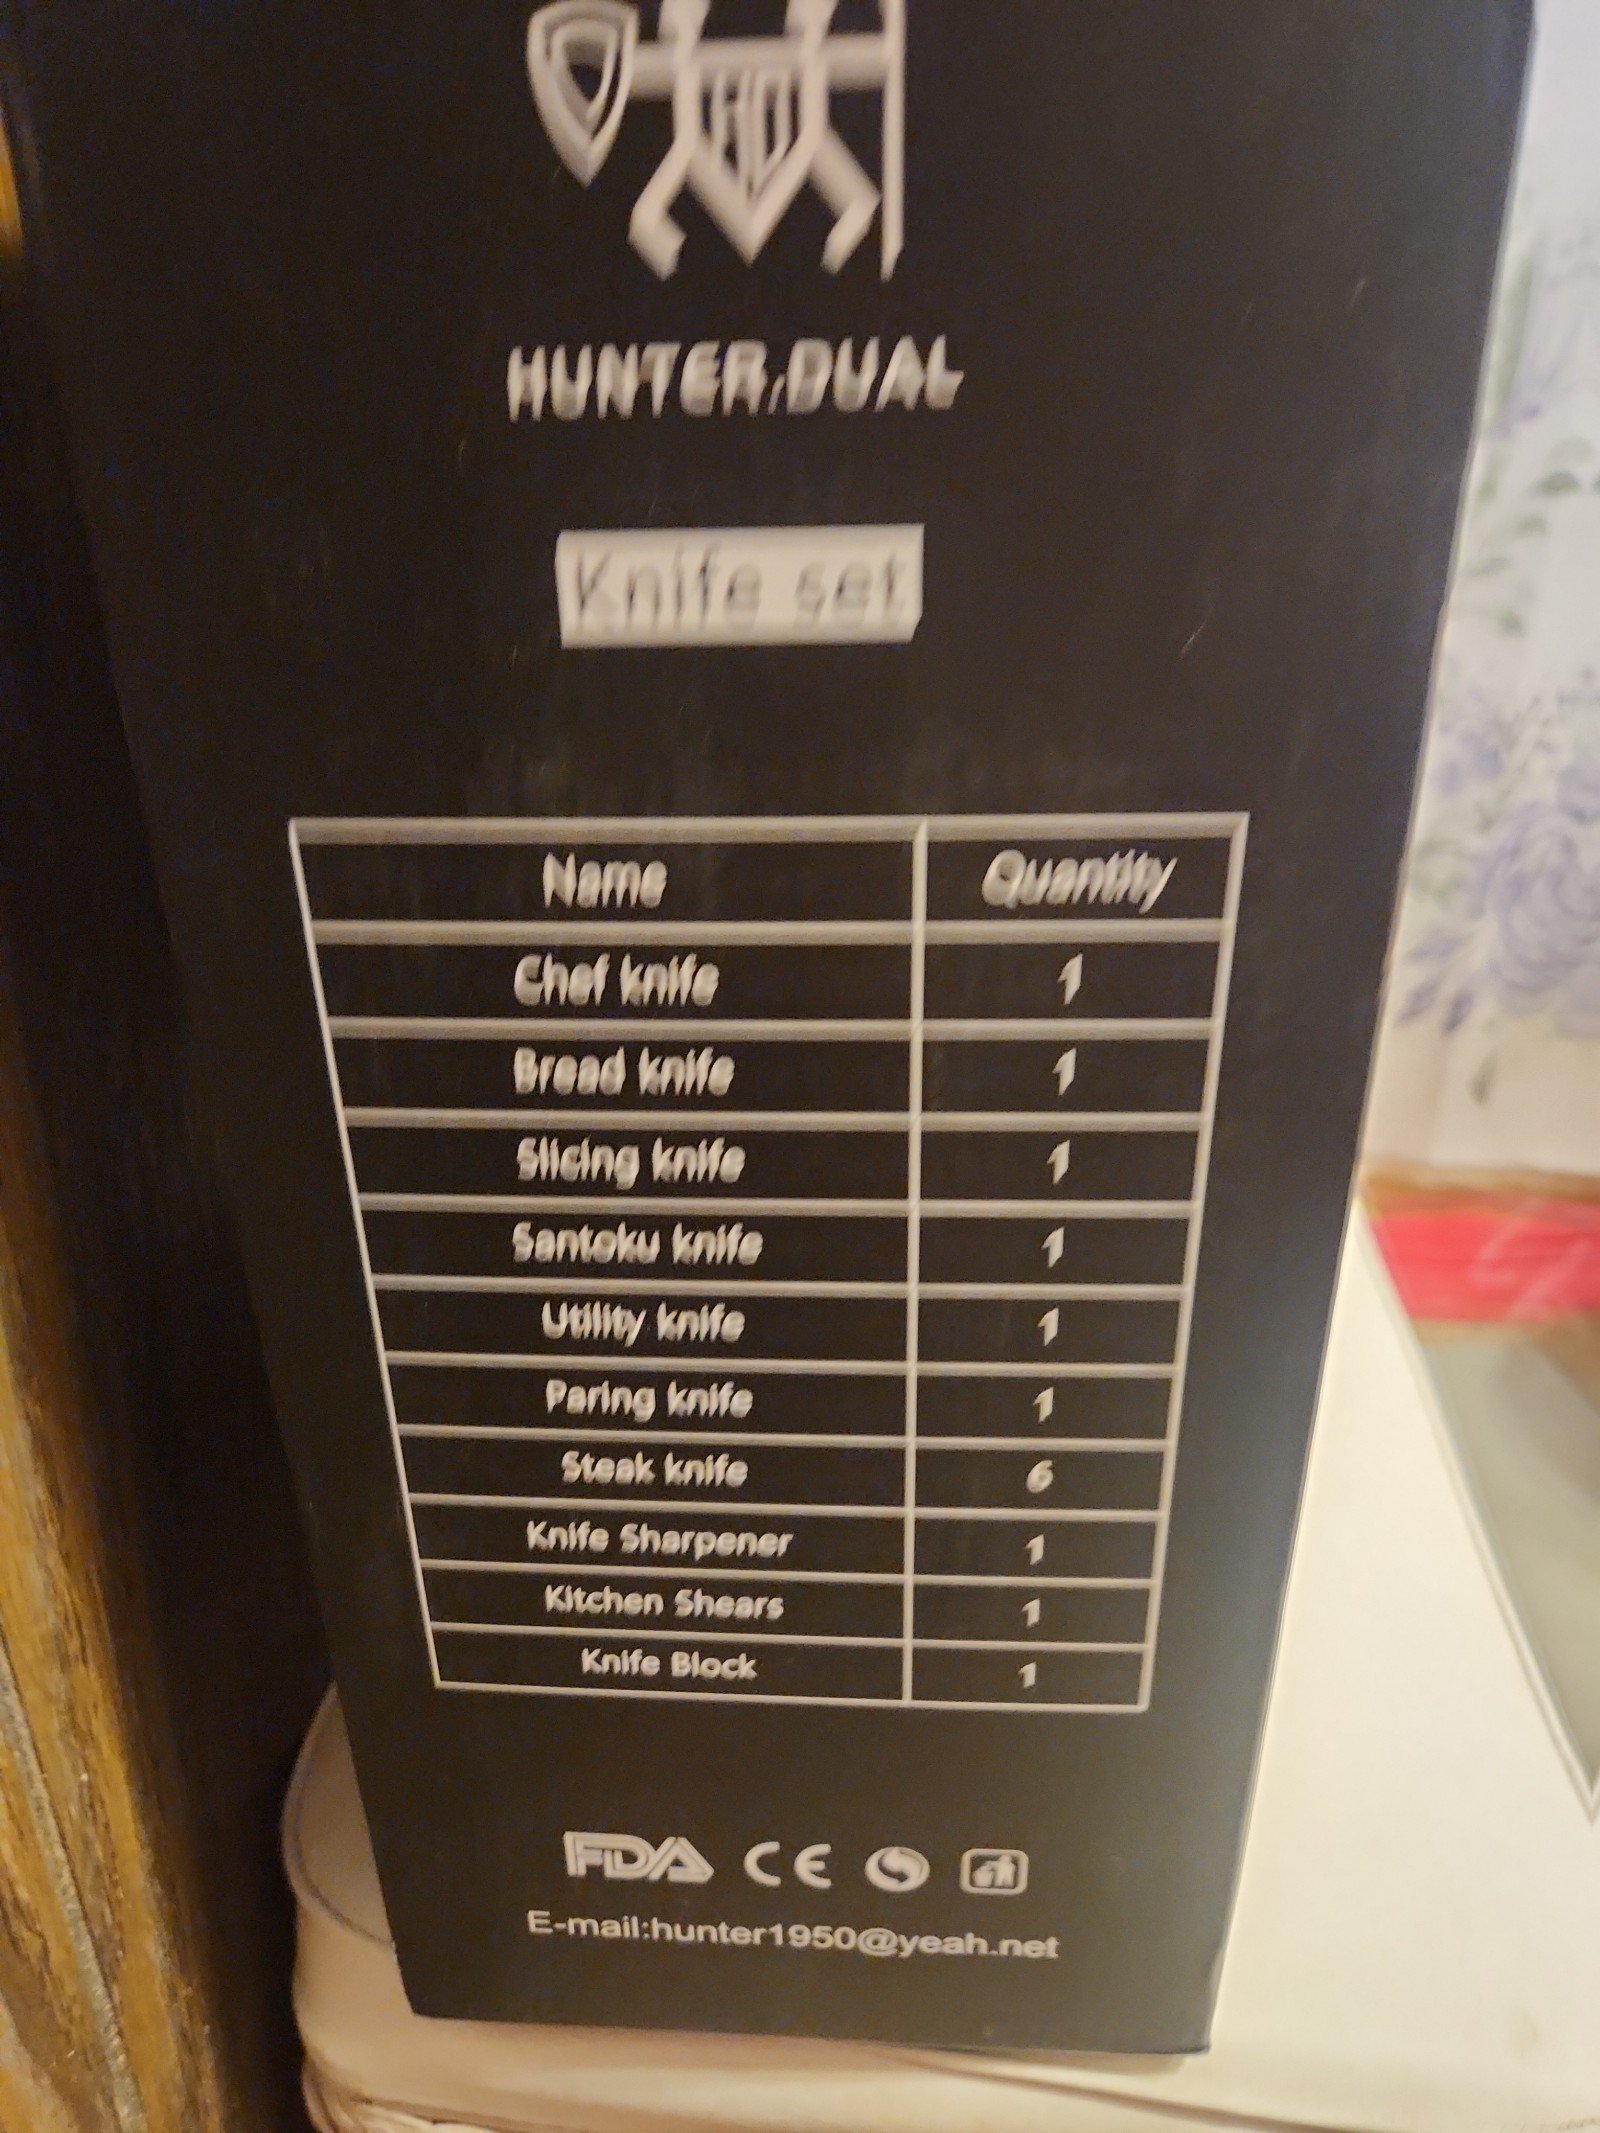 HD
HUNTER.DUAL
Knife set
Name Quantity
Chef knife 1
Bread knife 1
Slicing knife 1
Santoku knife 1
Utility knife 1
Paring knife 1
Steak knife 6
Knife Sharpener 1
Kitchen Shears 1
Knife Block 1
FDA CE
E-mail:hunter1950@yeah.net